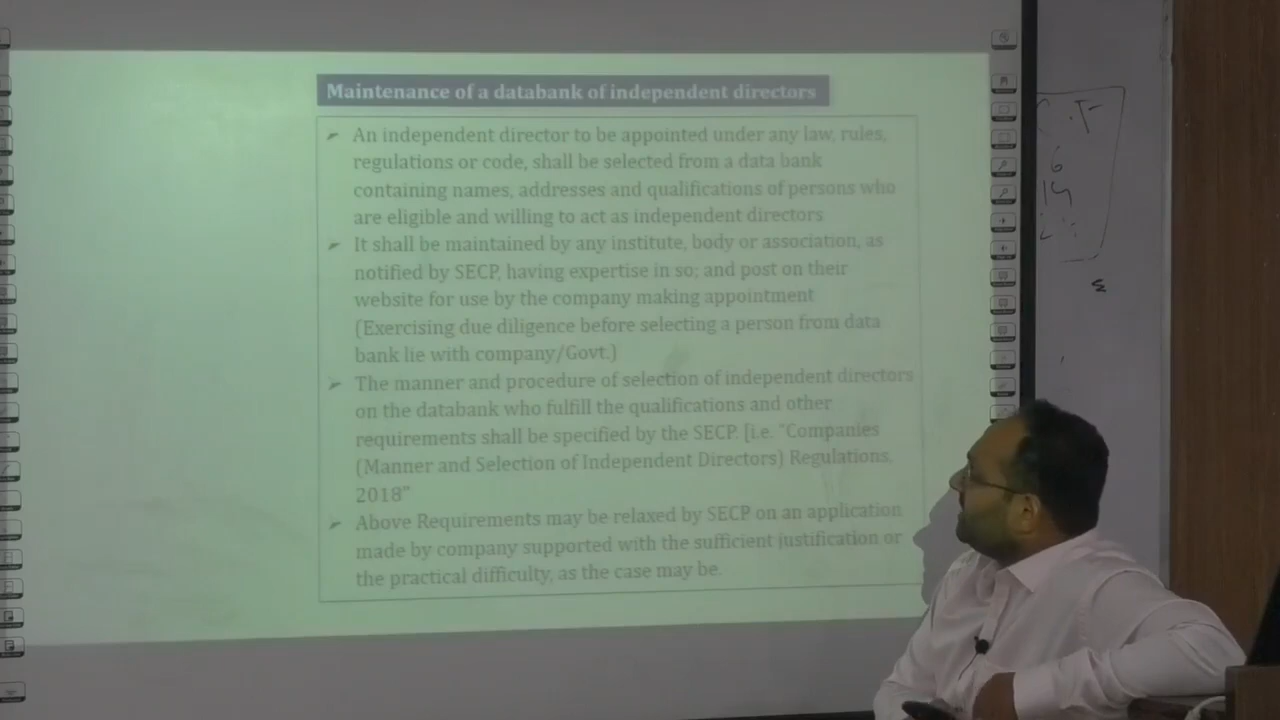 Maintenance of a databank of independent directors
➢ An independent director to be appointed under any law, rules,
regulations or code, shall be selected from a data bank
containing names, addresses and qualifications of persons who
are eligible and willing to act as independent directors
➢ It shall be maintained by any institute, body or association, as
notified by SECP, having expertise in so; and post on their
website for use by the company making appointment
(Exercising due diligence before selecting a person from data
bank lie with company/Govt.)
➢ The manner and procedure of selection of independent directors
on the databank who fulfill the qualifications and other
requirements shall be specified by the SECP. [i.e. "Companies
(Manner and Selection of Independent Directors) Regulations,
2018"
➢ Above Requirements may be relaxed by SECP on an application
made by company supported with the sufficient justification or
the practical difficulty, as the case may be.